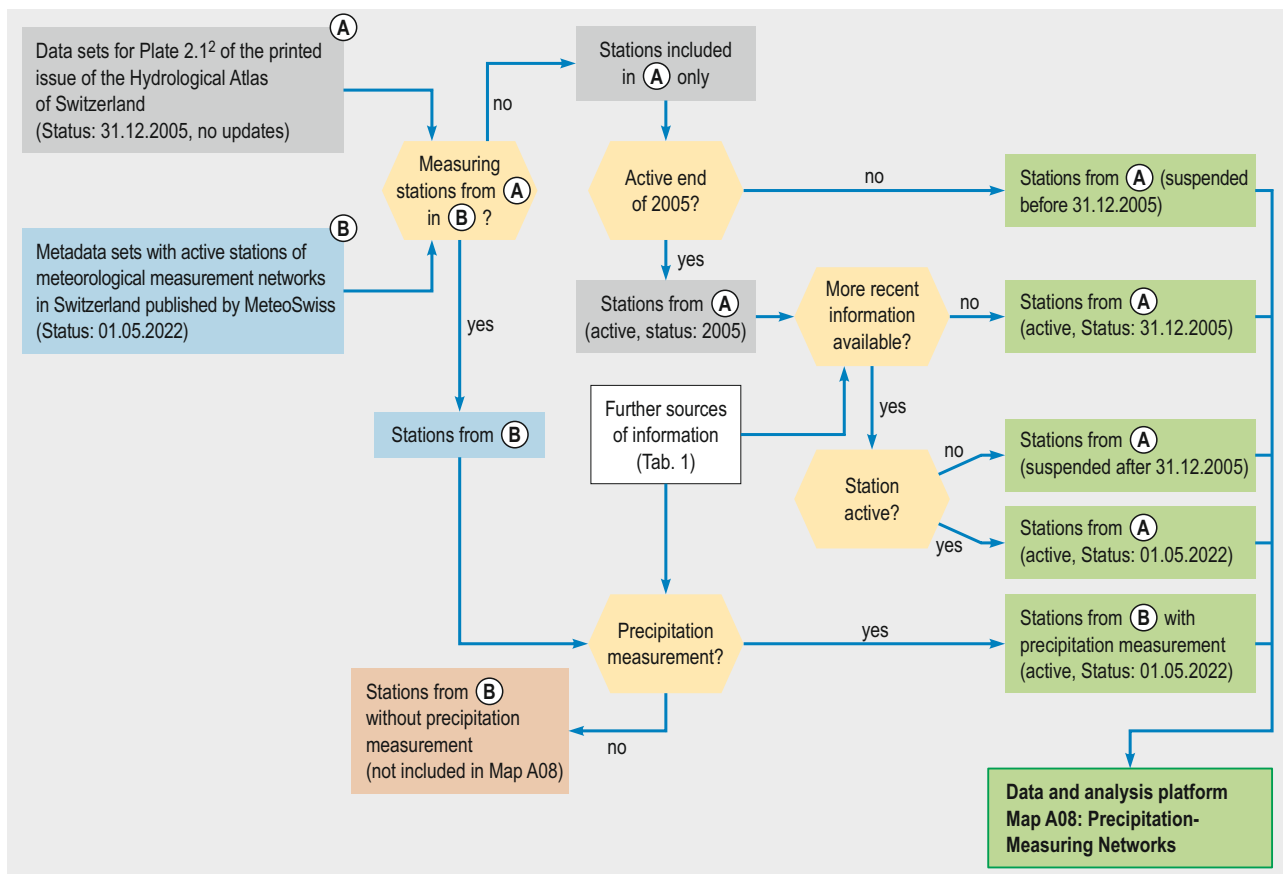 A
Data sets for Plate 2.1² of the printed
issue of the Hydrological Atlas
of Switzerland
(Status: 31.12.2005, no updates)
B
Metadata sets with active stations of
meteorological measurement networks
in Switzerland published by MeteoSwiss
(Status: 01.05.2022)
Measuring
stations from A
in B ?
no
yes
Stations included
in A only
Active end
of 2005?
no
yes
Stations from A (suspended
before 31.12.2005)
Stations from A
(active, status: 2005)
More recent
information
available?
no
yes
Stations from A
(active, Status: 31.12.2005)
Stations from B
Further sources
of information
(Tab. 1)
Station
active?
no
yes
Stations from A
(suspended after 31.12.2005)
Stations from A
(active, Status: 01.05.2022)
Precipitation
measurement?
yes
no
Stations from B with
precipitation measurement
(active, Status: 01.05.2022)
Stations from B
without precipitation
measurement
(not included in Map A08)
Data and analysis platform
Map A08: Precipitation-
Measuring Networks